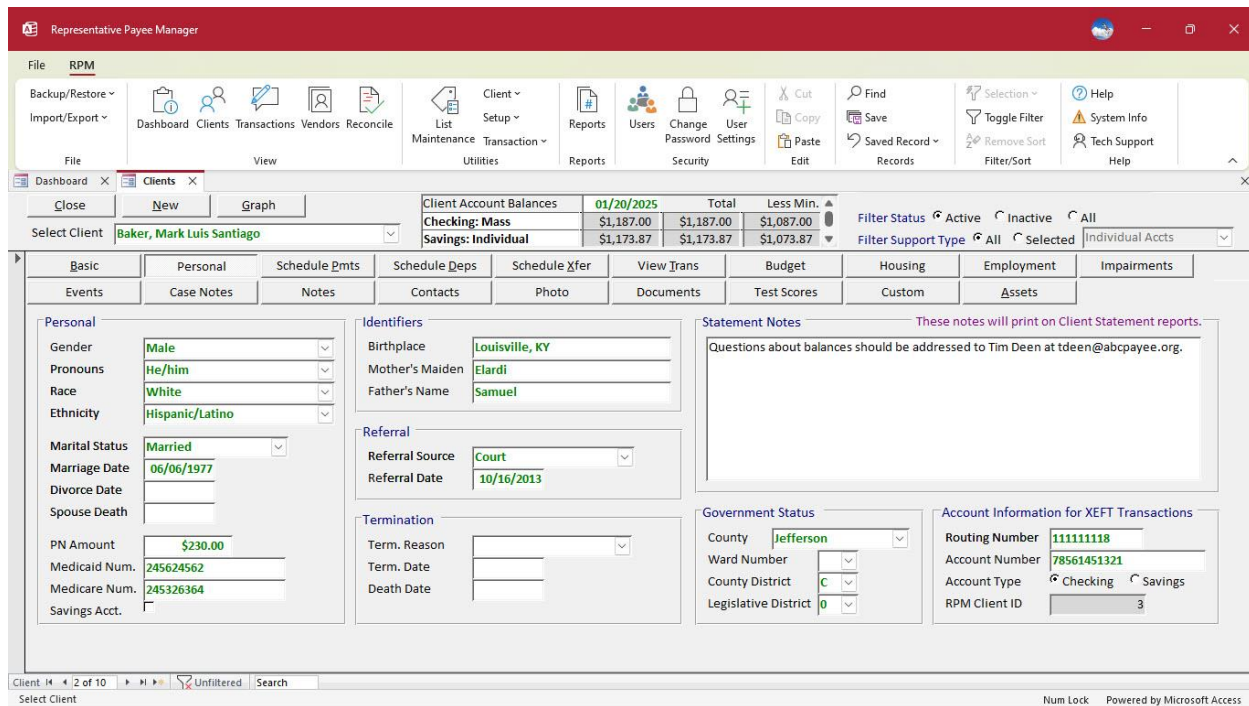 Representative Payee Manager
File RPM
Backup/Restore
Import/Export
Dashboard Clients Transactions Vendors Reconcile
List Maintenance
Client
Setup
Transaction
Reports
Users Change Password User Settings
Cut
Copy
Paste
Find
Save
Saved Record
Selection
Toggle Filter
Remove Sort
Help
System Info
Tech Support
File View Utilities Reports Security Edit Records Filter/Sort Help
Dashboard Clients
Close New Graph
Select Client Baker, Mark Luis Santiago
Client Account Balances 01/20/2025 Total Less Min.
Checking: Mass $1,187.00 $1,187.00 $1,087.00
Savings: Individual $1,173.87 $1,173.87 $1,073.87
Filter Status Active Inactive All
Filter Support Type All Selected Individual Accts
Basic Personal Schedule Pmts Schedule Deps Schedule Xfer View Trans Budget Housing Employment Impairments
Events Case Notes Notes Contacts Photo Documents Test Scores Custom Assets
Personal
Gender Male
Pronouns He/him
Race White
Ethnicity Hispanic/Latino
Marital Status Married
Marriage Date 06/06/1977
Divorce Date
Spouse Death
PN Amount $230.00
Medicaid Num. 245624562
Medicare Num. 245326364
Savings Acct.
Identifiers
Birthplace Louisville, KY
Mother's Maiden Elardi
Father's Name Samuel
Referral
Referral Source Court
Referral Date 10/16/2013
Termination
Term. Reason
Term. Date
Death Date
Statement Notes These notes will print on Client Statement reports.
Questions about balances should be addressed to Tim Deen at tdeen@abcpayee.org.
Government Status
County Jefferson
Ward Number
County District C
Legislative District 0
Account Information for XEFT Transactions
Routing Number 111111118
Account Number 78561451321
Account Type Checking Savings
RPM Client ID 3
Client 2 of 10 Unfiltered Search
Select Client Num Lock Powered by Microsoft Access